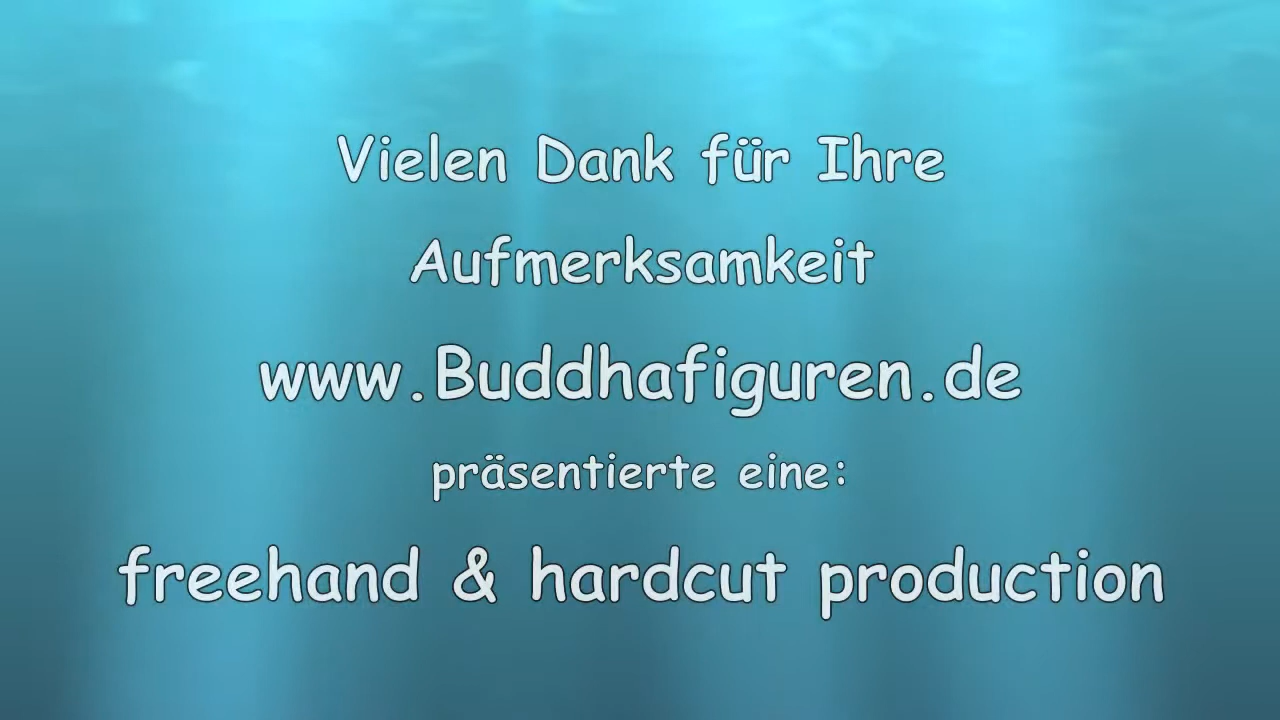 Vielen Dank für Ihre
Aufmerksamkeit
www.Buddhafiguren.de
präsentierte eine:
freehand & hardcut production